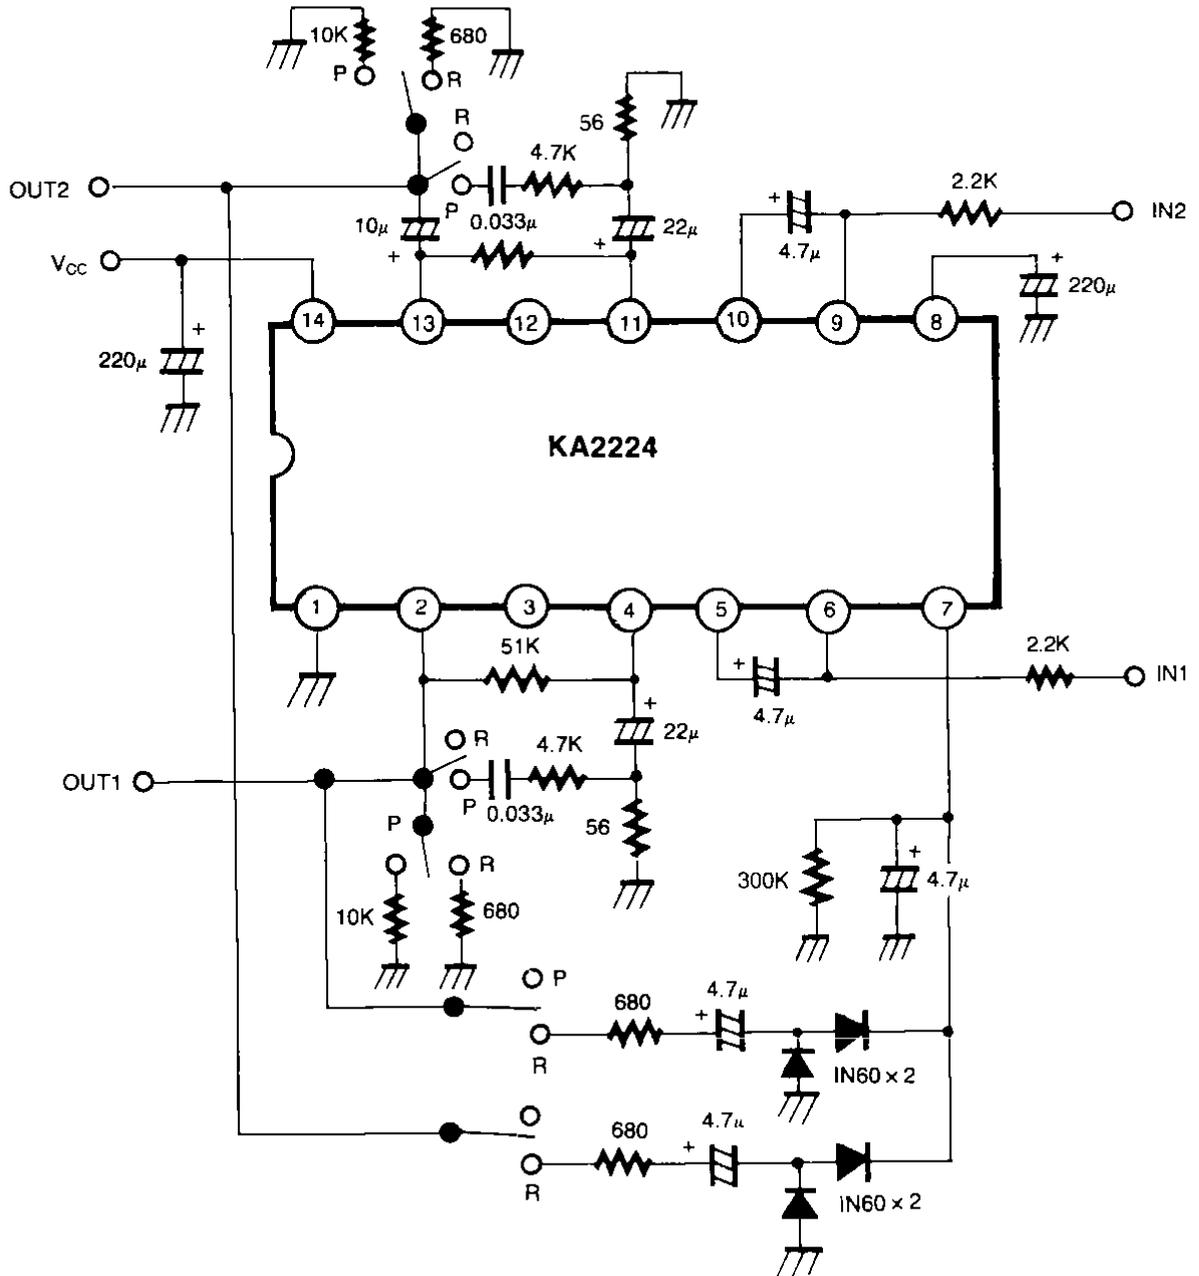 10K
680
P
R
56
R
4.7K
2.2K
OUT2
+
IN2
P
10μ
0.033μ
22μ
4.7μ
VCC
+
+
+
220μ
14
13
12
11
10
9
8
+
220μ
KA2224
1
2
3
4
5
6
7
51K
2.2K
+
IN1
+
4.7μ
R
4.7K
22μ
OUT1
P
0.033μ
P
56
+
R
300K
4.7μ
10K
680
P
4.7μ
680
+
R
IN60 x 2
4.7μ
680
+
R
IN60 x 2